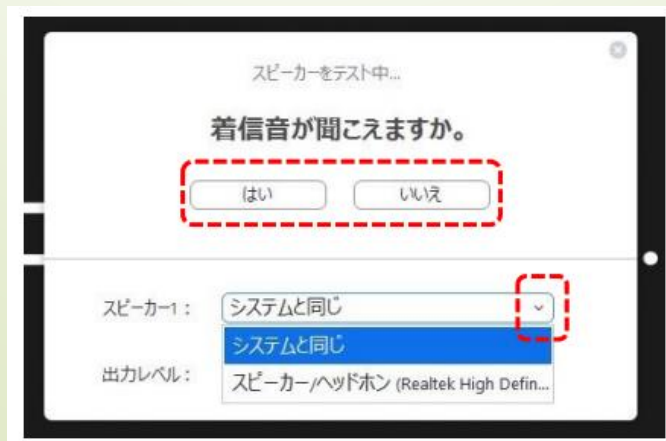 スピーカーをテスト中...
着信音が聞こえますか。
はい いいえ
スピーカー1： システムと同じ
システムと同じ
出力レベル：
スピーカー/ヘッドホン (Realtek High Defin...